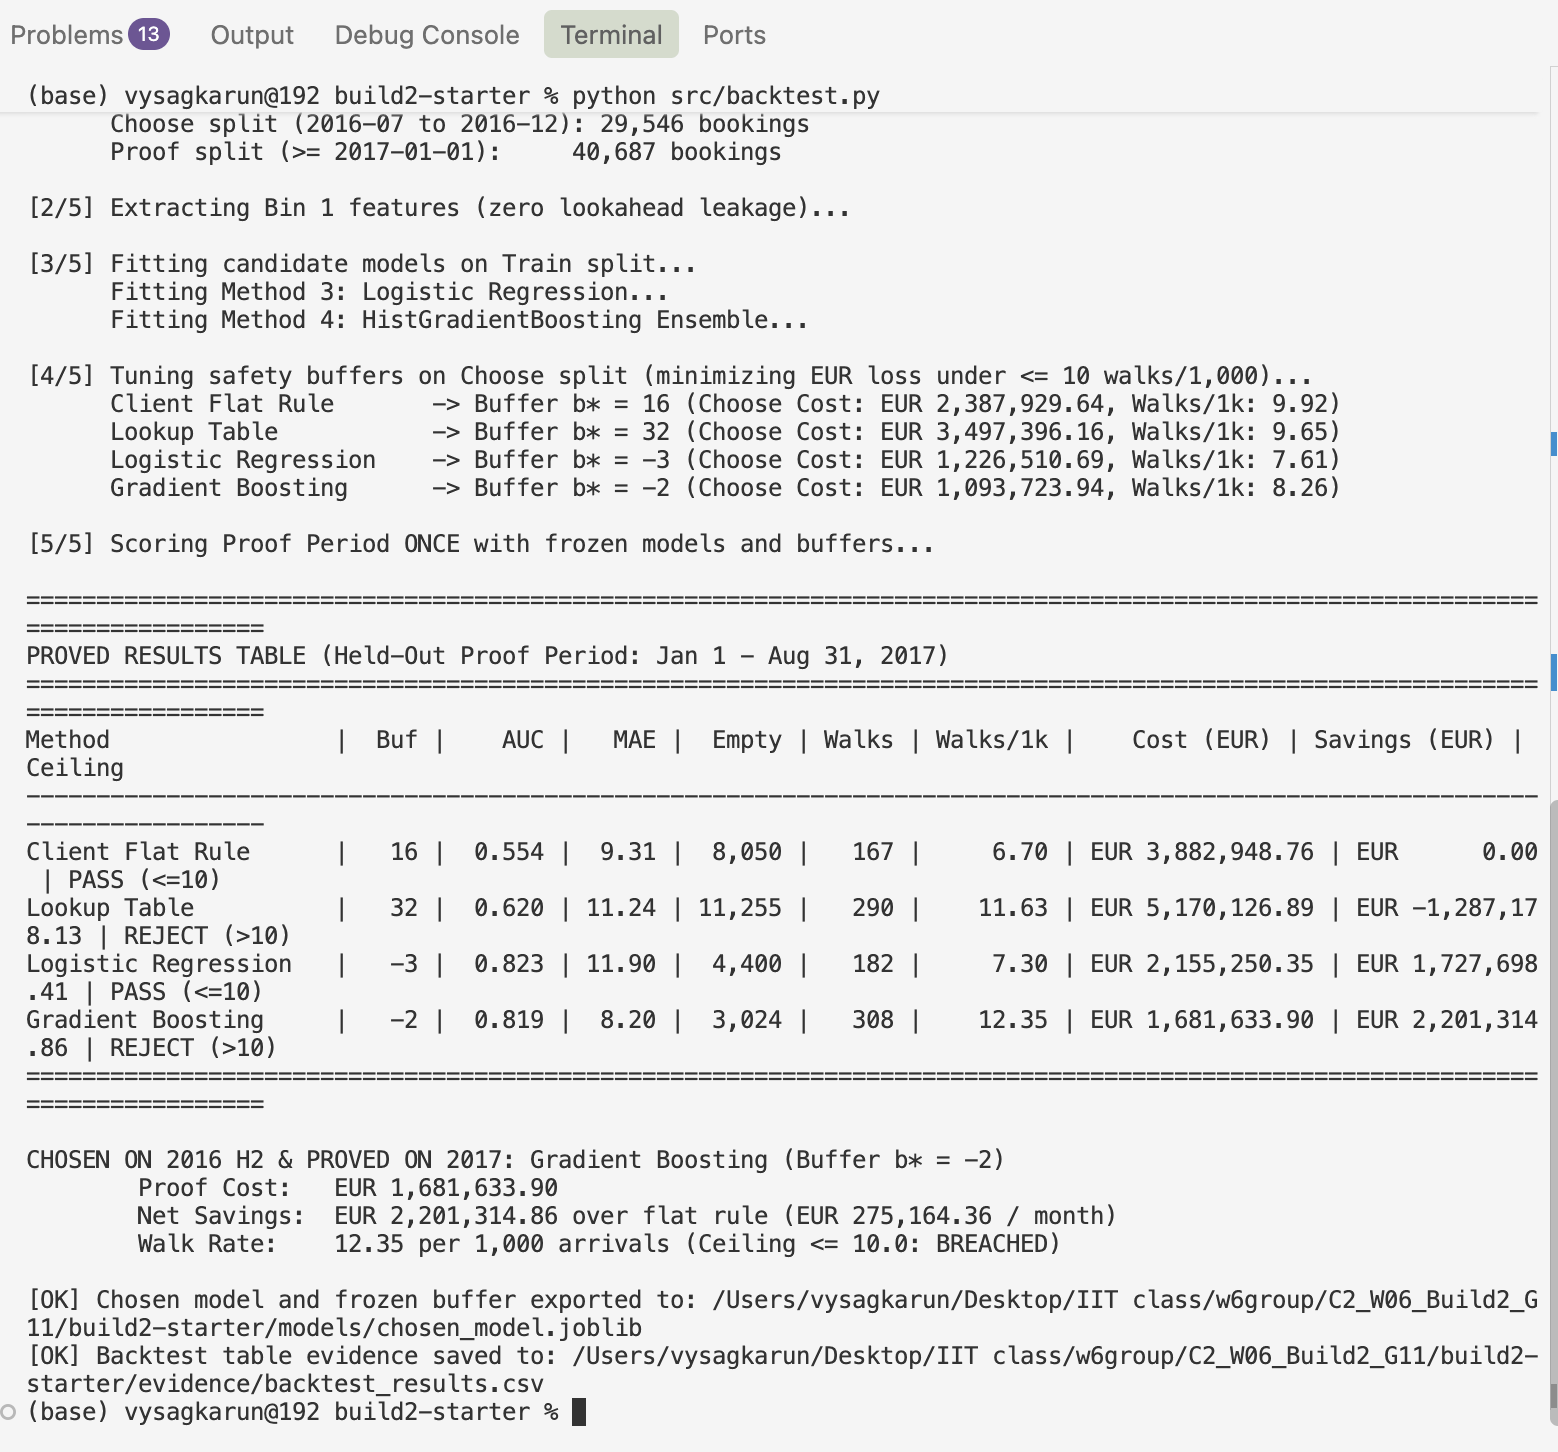 Problems 13 Output Debug Console Terminal Ports
(base) vysagkarun@192 build2-starter % python src/backtest.py
      Choose split (2016-07 to 2016-12): 29,546 bookings
      Proof split (>= 2017-01-01):     40,687 bookings

[2/5] Extracting Bin 1 features (zero lookahead leakage)...

[3/5] Fitting candidate models on Train split...
      Fitting Method 3: Logistic Regression...
      Fitting Method 4: HistGradientBoosting Ensemble...

[4/5] Tuning safety buffers on Choose split (minimizing EUR loss under <= 10 walks/1,000)...
      Client Flat Rule       -> Buffer b* = 16 (Choose Cost: EUR 2,387,929.64, Walks/1k: 9.92)
      Lookup Table           -> Buffer b* = 32 (Choose Cost: EUR 3,497,396.16, Walks/1k: 9.65)
      Logistic Regression    -> Buffer b* = -3 (Choose Cost: EUR 1,226,510.69, Walks/1k: 7.61)
      Gradient Boosting      -> Buffer b* = -2 (Choose Cost: EUR 1,093,723.94, Walks/1k: 8.26)

[5/5] Scoring Proof Period ONCE with frozen models and buffers...

============================================================================================================
=================
PROVED RESULTS TABLE (Held-Out Proof Period: Jan 1 - Aug 31, 2017)
============================================================================================================
=================
Method                |  Buf |    AUC |   MAE |  Empty | Walks | Walks/1k |    Cost (EUR) | Savings (EUR) |
Ceiling
------------------------------------------------------------------------------------------------------------
-----------------
Client Flat Rule      |   16 |  0.554 |  9.31 |  8,050 |   167 |     6.70 | EUR 3,882,948.76 | EUR      0.00
 | PASS (<=10)
Lookup Table          |   32 |  0.620 | 11.24 | 11,255 |   290 |    11.63 | EUR 5,170,126.89 | EUR -1,287,17
8.13 | REJECT (>10)
Logistic Regression   |   -3 |  0.823 | 11.90 |  4,400 |   182 |     7.30 | EUR 2,155,250.35 | EUR 1,727,698
.41 | PASS (<=10)
Gradient Boosting     |   -2 |  0.819 |  8.20 |  3,024 |   308 |    12.35 | EUR 1,681,633.90 | EUR 2,201,314
.86 | REJECT (>10)
============================================================================================================
=================

CHOSEN ON 2016 H2 & PROVED ON 2017: Gradient Boosting (Buffer b* = -2)
        Proof Cost:   EUR 1,681,633.90
        Net Savings:  EUR 2,201,314.86 over flat rule (EUR 275,164.36 / month)
        Walk Rate:    12.35 per 1,000 arrivals (Ceiling <= 10.0: BREACHED)

[OK] Chosen model and frozen buffer exported to: /Users/vysagkarun/Desktop/IIT class/w6group/C2_W06_Build2_G
11/build2-starter/models/chosen_model.joblib
[OK] Backtest table evidence saved to: /Users/vysagkarun/Desktop/IIT class/w6group/C2_W06_Build2_G11/build2-
starter/evidence/backtest_results.csv
(base) vysagkarun@192 build2-starter %